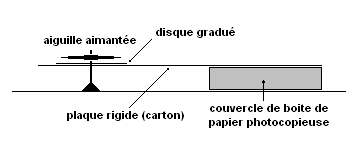 disque gradué
aiguille aimantée
plaque rigide (carton)
couvercle de boite de
papier photocopieuse